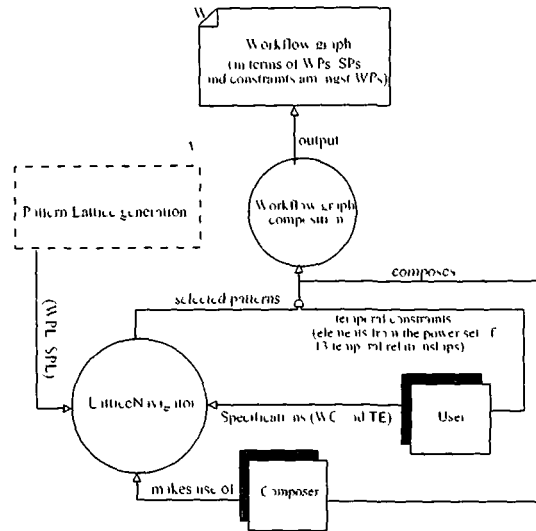 W
Workflow graph
(in terms of WPs, SPs
and constraints amongst WPs)
output
Workflow graph
composition
Pattern Lattice generation
composes
selected patterns
temporal constraints
(elements from the power set of
13 temporal relationships)
(WPL, SPL)
LatticeNavigator
Specifications (WC and TE)
User
makes use of
Composer